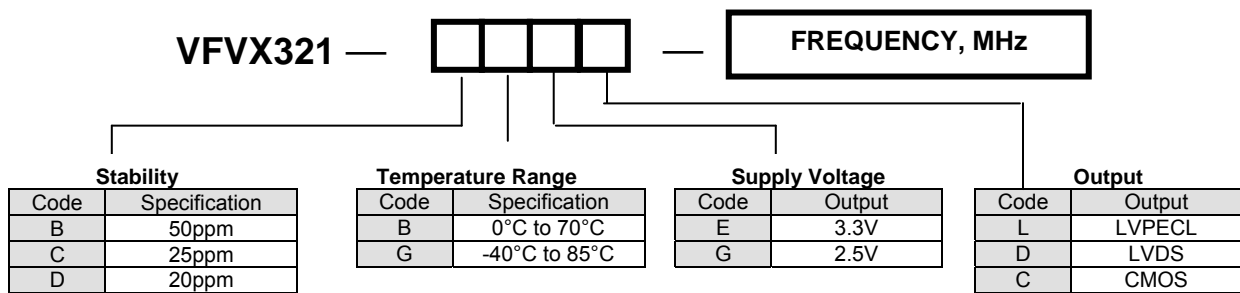 VFVX321 — — FREQUENCY, MHz
Stability Temperature Range Supply Voltage Output
Code Specification Code Specification Code Output Code Output
B 50ppm B 0°C to 70°C E 3.3V L LVPECL
C 25ppm G -40°C to 85°C G 2.5V D LVDS
D 20ppm C CMOS